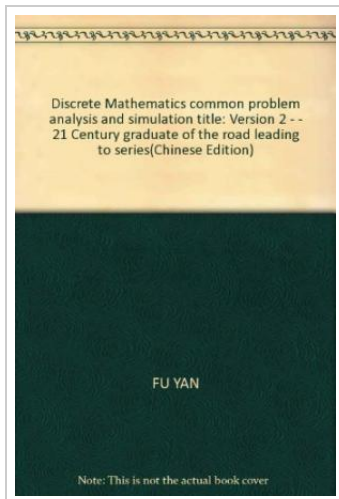 Discrete Mathematics common problem
analysis and simulation title: Version 2 - -
21 Century graduate of the road leading
to series(Chinese Edition)
FU YAN
Note: This is not the actual book cover